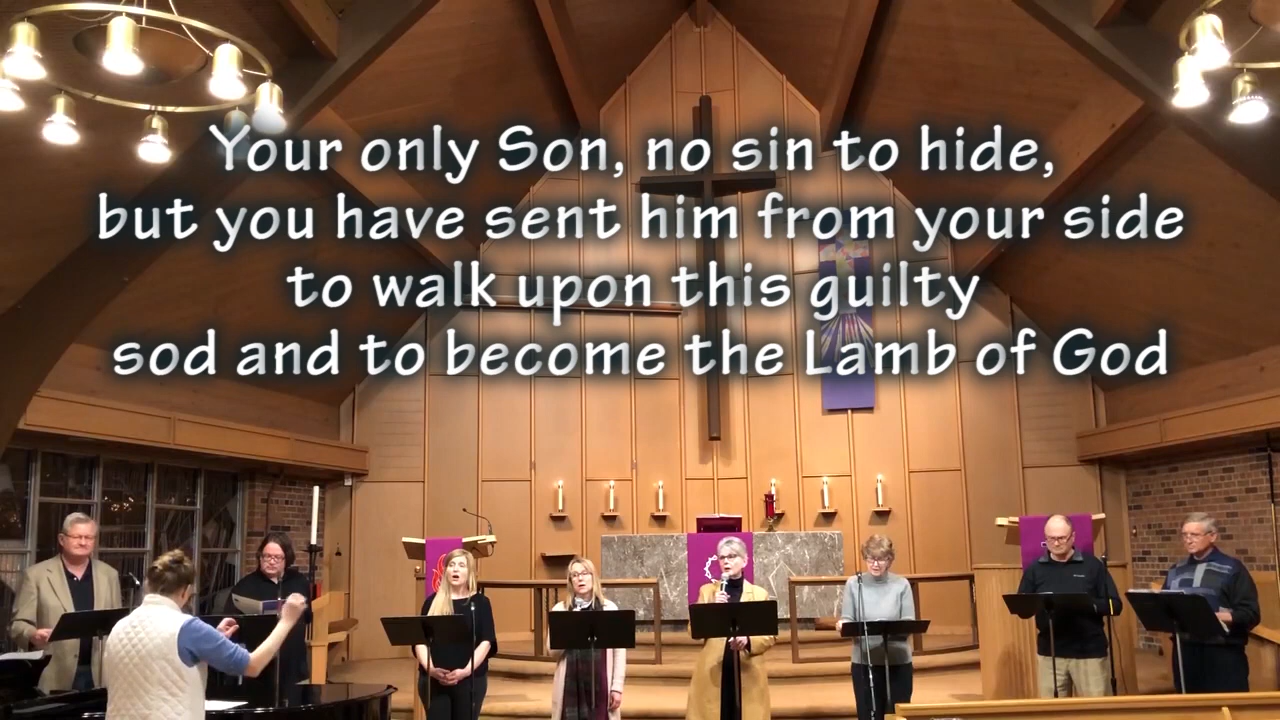 Your only Son, no sin to hide,
but you have sent him from your side
to walk upon this guilty
sod and to become the Lamb of God